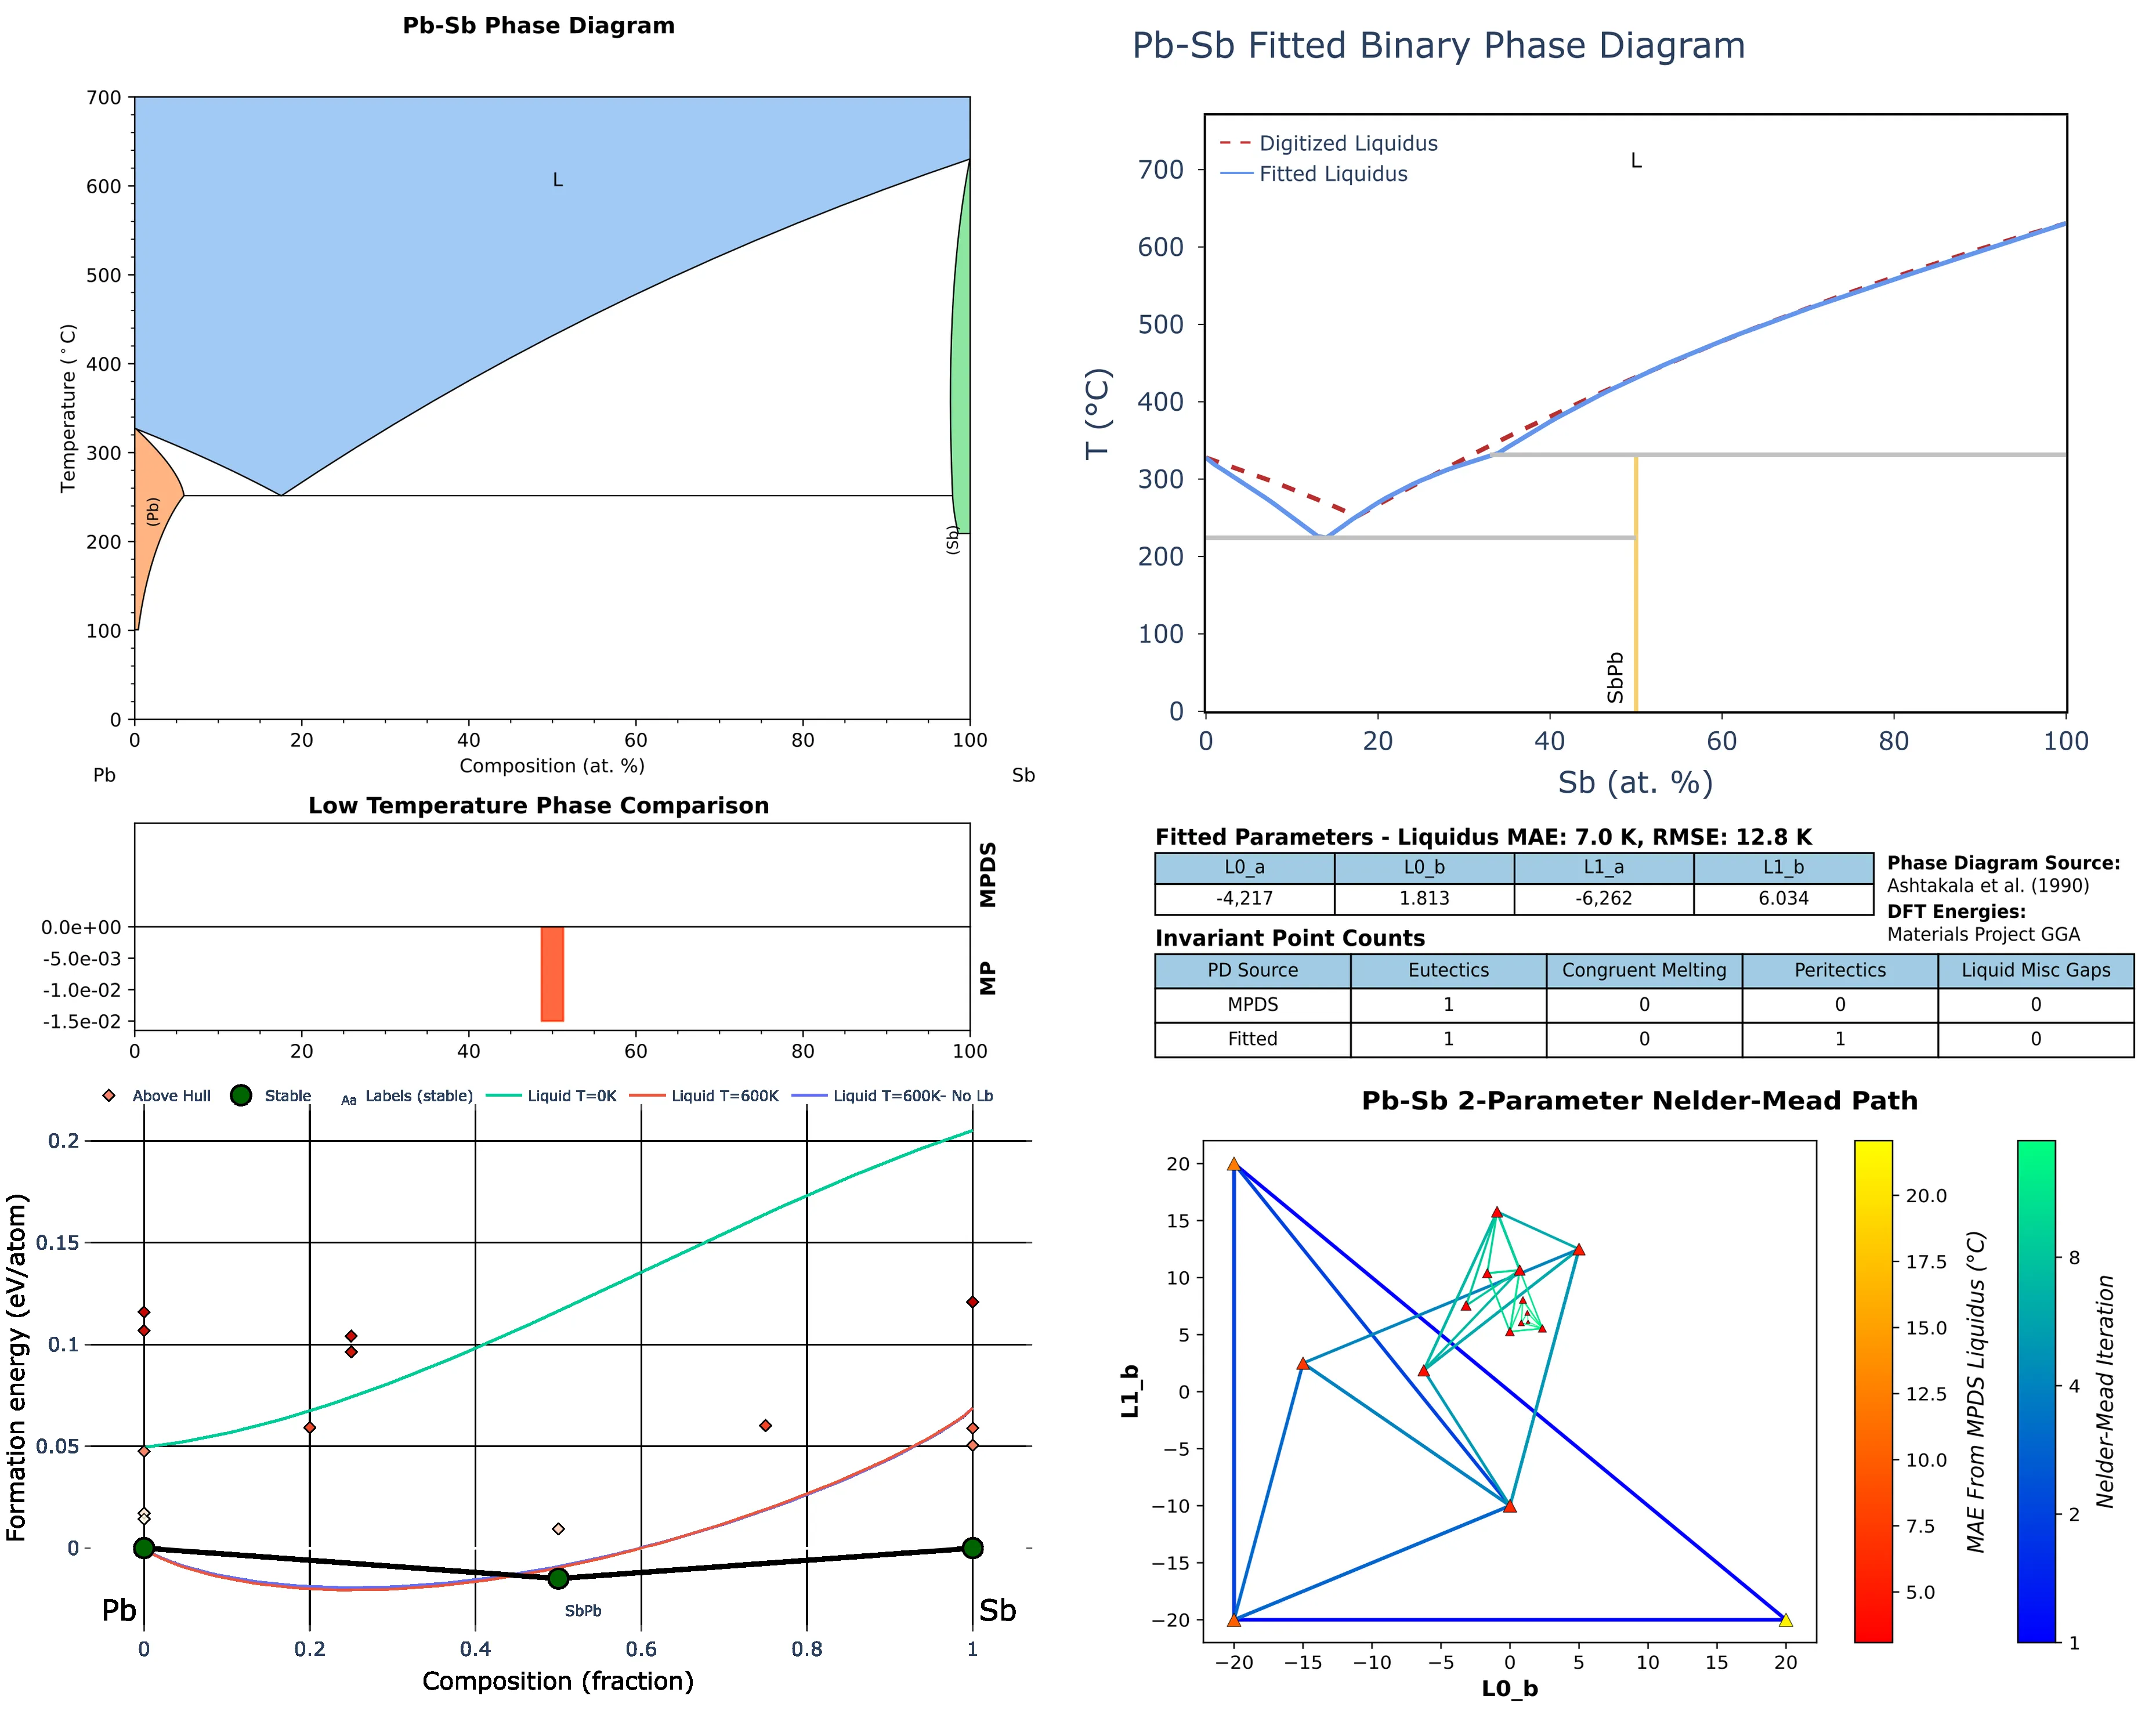 Pb-Sb Phase Diagram
700
600
500
400
300
200
100
0
Temperature (°C)
L
(Pb)
(Sb)
0 20 40 60 80 100
Composition (at. %)
Pb Sb
Low Temperature Phase Comparison
0.0e+00
-5.0e-03
-1.0e-02
-1.5e-02
MPDS
MP
0 20 40 60 80 100
Above Hull Stable Aa Labels (stable) Liquid T=0K Liquid T=600K Liquid T=600K- No Lb
0.2
0.15
0.1
0.05
0
Formation energy (eV/atom)
Pb SbPb Sb
0 0.2 0.4 0.6 0.8 1
Composition (fraction)
Pb-Sb Fitted Binary Phase Diagram
Digitized Liquidus
Fitted Liquidus
L
700
600
500
400
300
200
100
0
T (°C)
SbPb
0 20 40 60 80 100
Sb (at. %)
Fitted Parameters - Liquidus MAE: 7.0 K, RMSE: 12.8 K
L0_a L0_b L1_a L1_b
-4,217 1.813 -6,262 6.034
Phase Diagram Source:
Ashtakala et al. (1990)
DFT Energies:
Materials Project GGA
Invariant Point Counts
PD Source Eutectics Congruent Melting Peritectics Liquid Misc Gaps
MPDS 1 0 0 0
Fitted 1 0 1 0
Pb-Sb 2-Parameter Nelder-Mead Path
20
15
10
5
0
−5
−10
−15
−20
L1_b
−20 −15 −10 −5 0 5 10 15 20
L0_b
20.0
17.5
15.0
12.5
10.0
7.5
5.0
MAE From MPDS Liquidus (°C)
8
4
2
1
Nelder-Mead Iteration